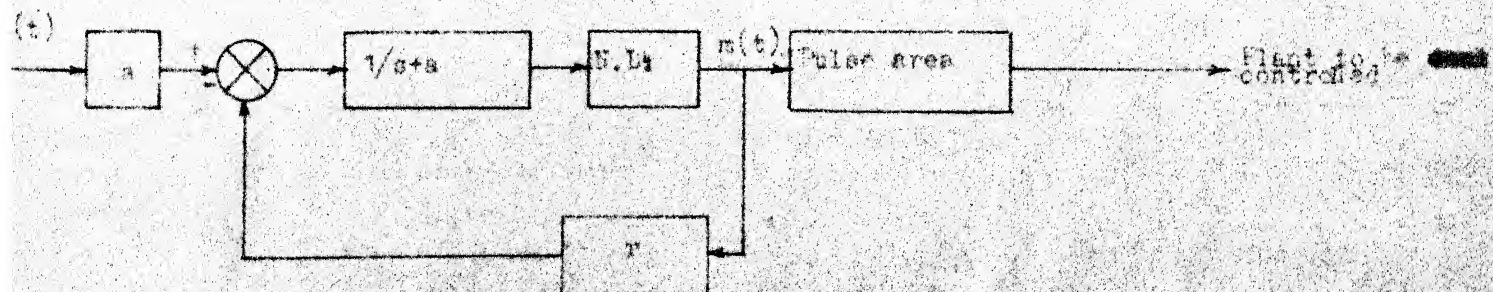 (t)
a
+
-
1/s+a
N.L.
m(t)
Pulse area
Plant to be
controlled
T